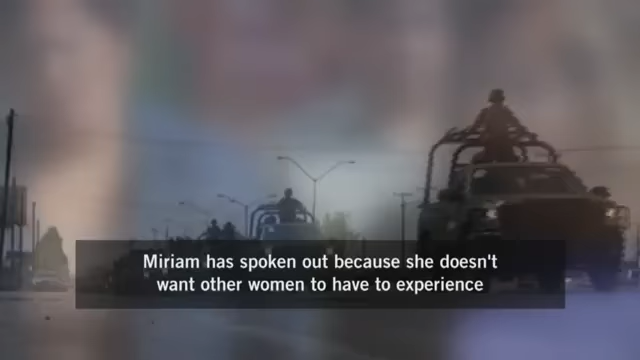 Miriam has spoken out because she doesn't
want other women to have to experience